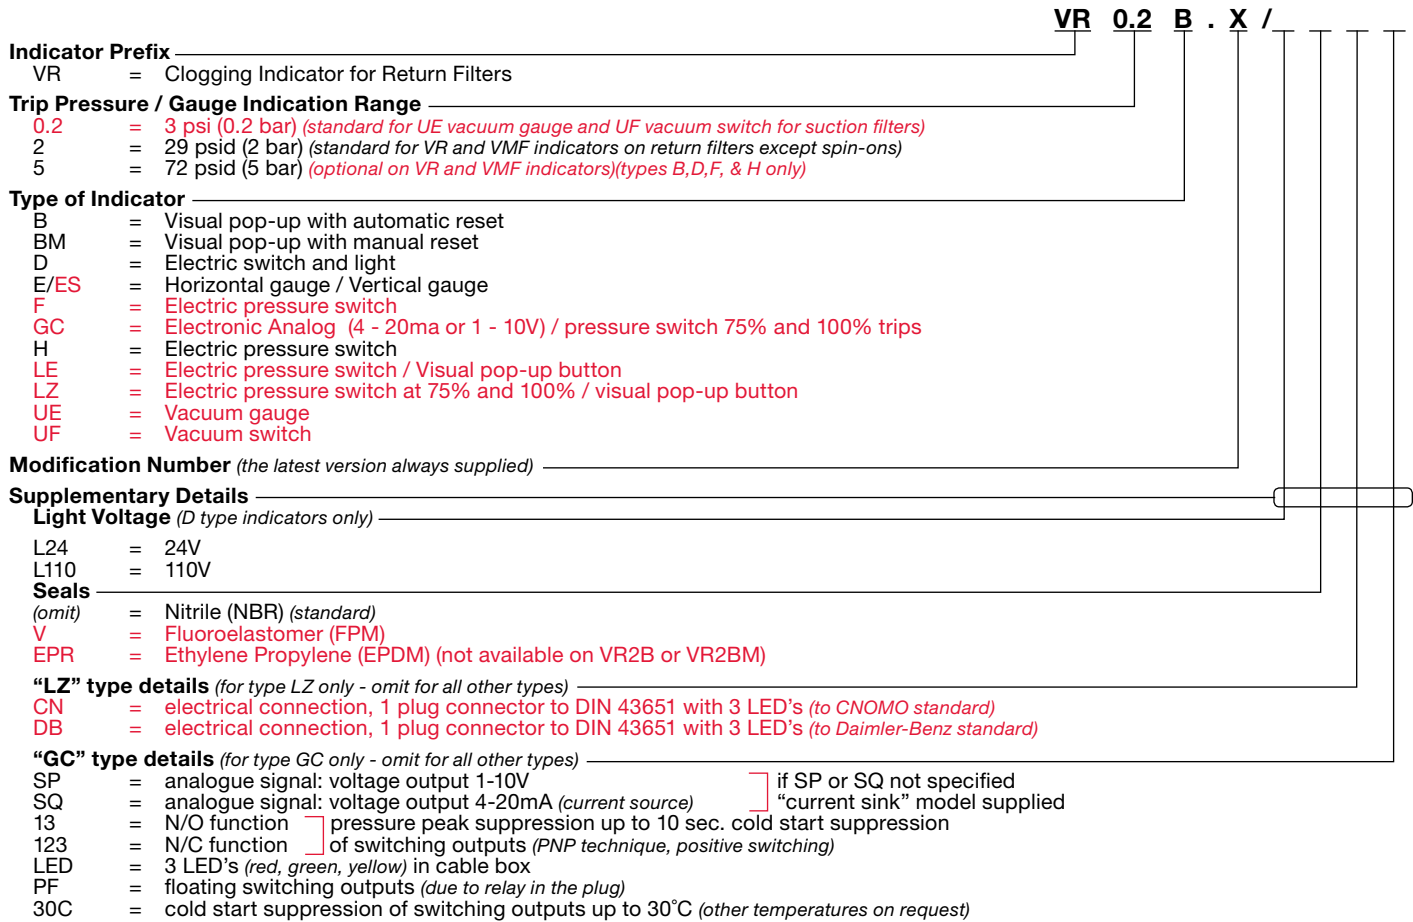 VR 0.2 B . X /_ _ _ _
Indicator Prefix
VR = Clogging Indicator for Return Filters
Trip Pressure / Gauge Indication Range
0.2 = 3 psi (0.2 bar) (standard for UE vacuum gauge and UF vacuum switch for suction filters)
2 = 29 psid (2 bar) (standard for VR and VMF indicators on return filters except spin-ons)
5 = 72 psid (5 bar) (optional on VR and VMF indicators)(types B,D,F, & H only)
Type of Indicator
B = Visual pop-up with automatic reset
BM = Visual pop-up with manual reset
D = Electric switch and light
E/ES = Horizontal gauge / Vertical gauge
F = Electric pressure switch
GC = Electronic Analog (4 - 20ma or 1 - 10V) / pressure switch 75% and 100% trips
H = Electric pressure switch
LE = Electric pressure switch / Visual pop-up button
LZ = Electric pressure switch at 75% and 100% / visual pop-up button
UE = Vacuum gauge
UF = Vacuum switch
Modification Number (the latest version always supplied)
Supplementary Details
Light Voltage (D type indicators only)
L24 = 24V
L110 = 110V
Seals
(omit) = Nitrile (NBR) (standard)
V = Fluoroelastomer (FPM)
EPR = Ethylene Propylene (EPDM) (not available on VR2B or VR2BM)
“LZ” type details (for type LZ only - omit for all other types)
CN = electrical connection, 1 plug connector to DIN 43651 with 3 LED’s (to CNOMO standard)
DB = electrical connection, 1 plug connector to DIN 43651 with 3 LED’s (to Daimler-Benz standard)
“GC” type details (for type GC only - omit for all other types)
SP = analogue signal: voltage output 1-10V if SP or SQ not specified
SQ = analogue signal: voltage output 4-20mA (current source) “current sink” model supplied
13 = N/O function pressure peak suppression up to 10 sec. cold start suppression
123 = N/C function of switching outputs (PNP technique, positive switching)
LED = 3 LED’s (red, green, yellow) in cable box
PF = floating switching outputs (due to relay in the plug)
30C = cold start suppression of switching outputs up to 30˚C (other temperatures on request)